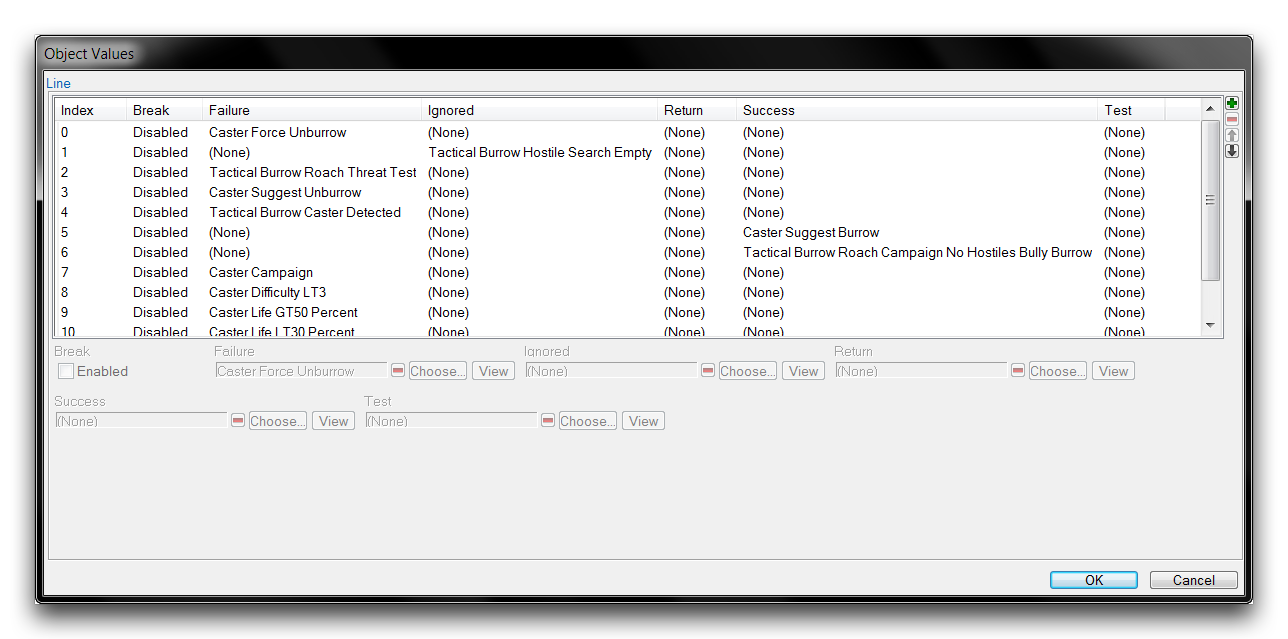 Object Values
Line
Index Break Failure Ignored Return Success Test
0 Disabled Caster Force Unburrow (None) (None) (None) (None)
1 Disabled (None) Tactical Burrow Hostile Search Empty (None) (None) (None)
2 Disabled Tactical Burrow Roach Threat Test (None) (None) (None) (None)
3 Disabled Caster Suggest Unburrow (None) (None) (None) (None)
4 Disabled Tactical Burrow Caster Detected (None) (None) (None) (None)
5 Disabled (None) (None) (None) Caster Suggest Burrow (None)
6 Disabled (None) (None) (None) Tactical Burrow Roach Campaign No Hostiles Bully Burrow (None)
7 Disabled Caster Campaign (None) (None) (None) (None)
8 Disabled Caster Difficulty LT3 (None) (None) (None) (None)
9 Disabled Caster Life GT50 Percent (None) (None) (None) (None)
10 Disabled Caster Life LT30 Percent (None) (None) (None) (None)
Break Failure Ignored Return
Enabled Caster Force Unburrow Choose... View (None) Choose... View (None) Choose... View
Success Test
(None) Choose... View (None) Choose... View
OK Cancel